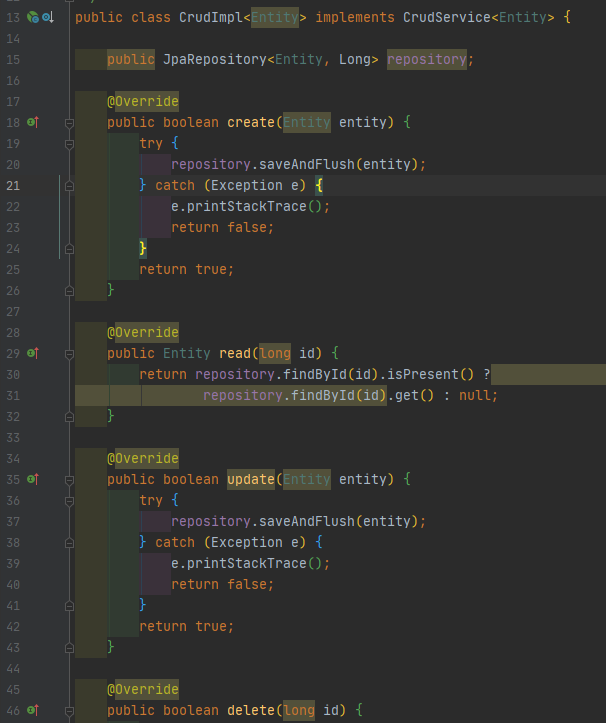 13 public class CrudImpl<Entity> implements CrudService<Entity> {
14
15 public JpaRepository<Entity, Long> repository;
16
17 @Override
18 public boolean create(Entity entity) {
19 try {
20 repository.saveAndFlush(entity);
21 } catch (Exception e) {
22 e.printStackTrace();
23 return false;
24 }
25 return true;
26 }
27
28 @Override
29 public Entity read(long id) {
30 return repository.findById(id).isPresent() ?
31 repository.findById(id).get() : null;
32 }
33
34 @Override
35 public boolean update(Entity entity) {
36 try {
37 repository.saveAndFlush(entity);
38 } catch (Exception e) {
39 e.printStackTrace();
40 return false;
41 }
42 return true;
43 }
44
45 @Override
46 public boolean delete(long id) {